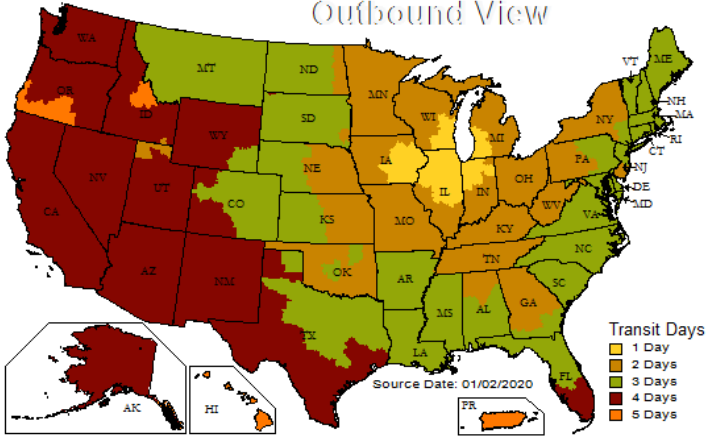 Outbound View
WA
MT
ND
MN
VT
ME
OR
ID
WY
SD
WI
MI
NY
NH
MA
RI
CT
NV
UT
NE
IA
IL
IN
OH
PA
NJ
DE
MD
CA
CO
KS
MO
KY
WV
VA
AZ
NM
OK
AR
TN
NC
SC
TX
LA
MS
AL
GA
FL
AK
HI
PR
Source Date: 01/02/2020
Transit Days
1 Day
2 Days
3 Days
4 Days
5 Days